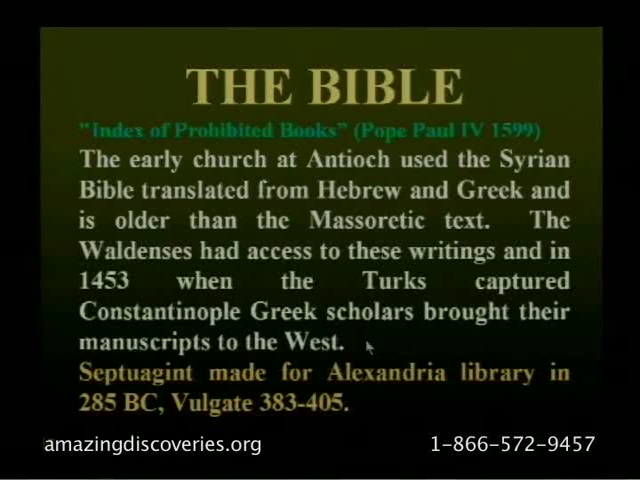 THE BIBLE
"Index of Prohibited Books" (Pope Paul IV 1599)
The early church at Antioch used the Syrian
Bible translated from Hebrew and Greek and
is older than the Massoretic text. The
Waldenses had access to these writings and in
1453 when the Turks captured
Constantinople Greek scholars brought their
manuscripts to the West.
Septuagint made for Alexandria library in
285 BC, Vulgate 383-405.
amazingdiscoveries.org 1-866-572-9457